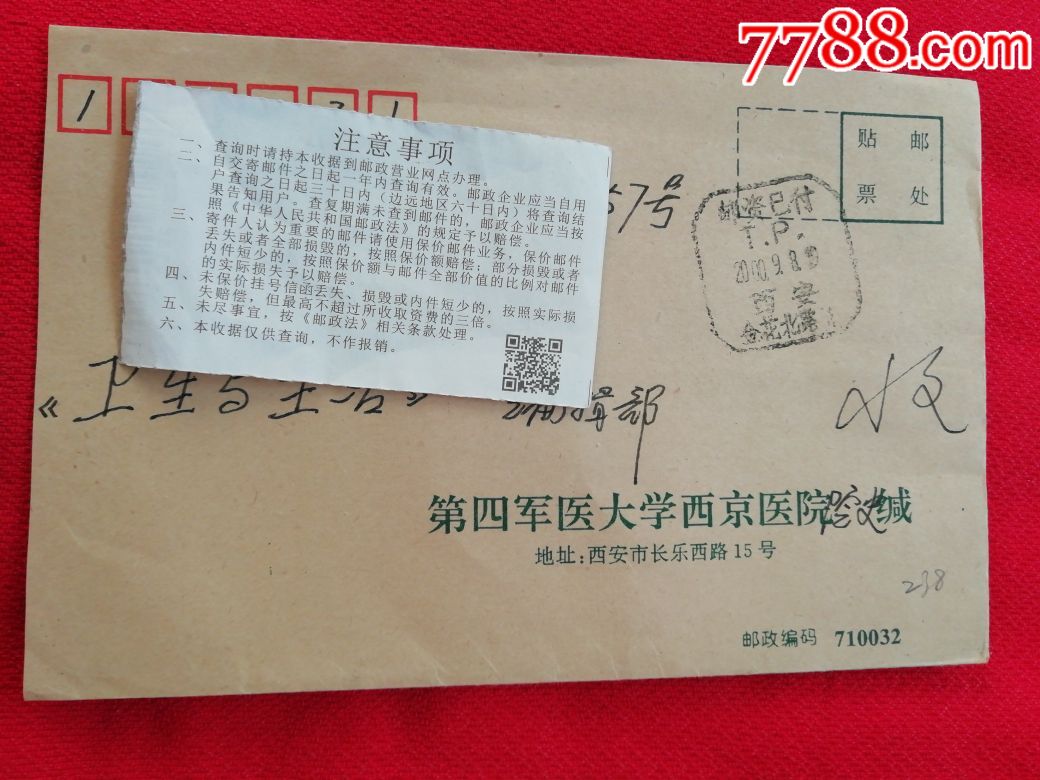 7788.com
1
3 1
贴 邮
票 处
注意事项
一、查询时请持本收据到邮政营业网点办理。
二、自交寄邮件之日起一年内查询有效。邮政企业应当自用
户查询之日起三十日内（边远地区六十日内）将查询结
果告知用户。查复期满未查到邮件的，邮政企业应当按
照《中华人民共和国邮政法》的规定予以赔偿。
三、寄件人认为重要的邮件请使用保价邮件业务，保价邮件
丢失或者全部损毁的，按照保价额赔偿；部分损毁或者
内件短少的，按照保价额与邮件全部价值的比例对邮件
的实际损失予以赔偿。
四、未保价挂号信函丢失、损毁或内件短少的，按照实际损
失赔偿，但最高不超过所收取资费的三倍。
五、未尽事宜，按《邮政法》相关条款处理。
六、本收据仅供查询，不作报销。
57号
邮资已付
T.P.
西安
金花北路
《卫生与生活》编辑部 收
第四军医大学西京医院 缄
地址：西安市长乐西路15号
238
邮政编码 710032